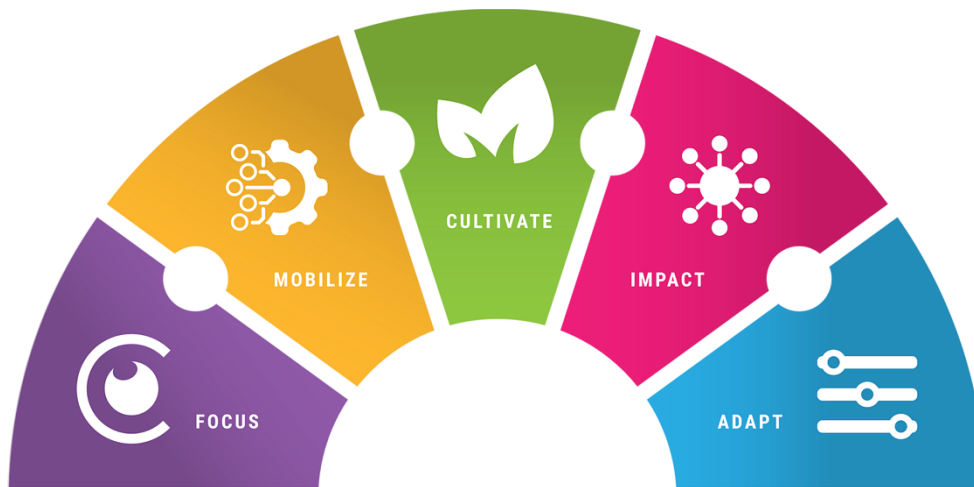 FOCUS
MOBILIZE
CULTIVATE
IMPACT
ADAPT